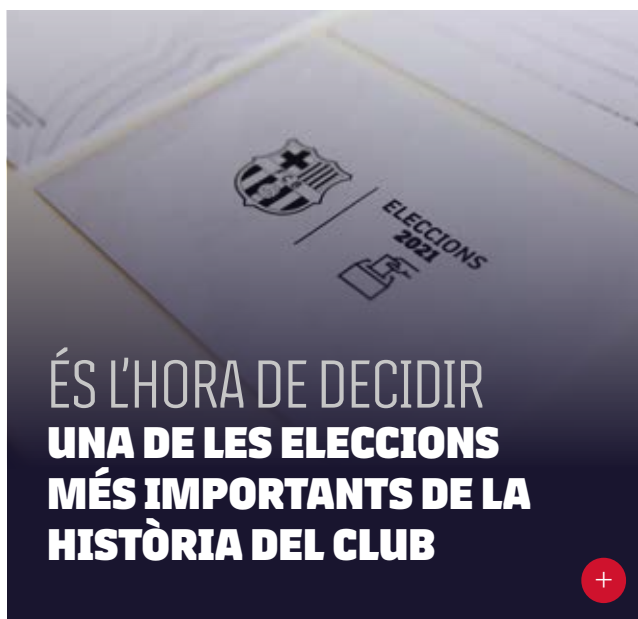 ELECCIONS
2021
ÉS L'HORA DE DECIDIR
UNA DE LES ELECCIONS
MÉS IMPORTANTS DE LA
HISTÒRIA DEL CLUB
+